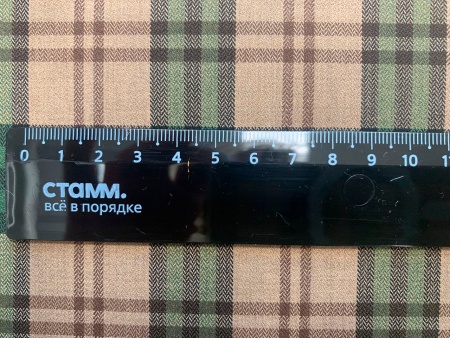 0 1 2 3 4 5 6 7 8 9 10 11
стамм.
всё в порядке